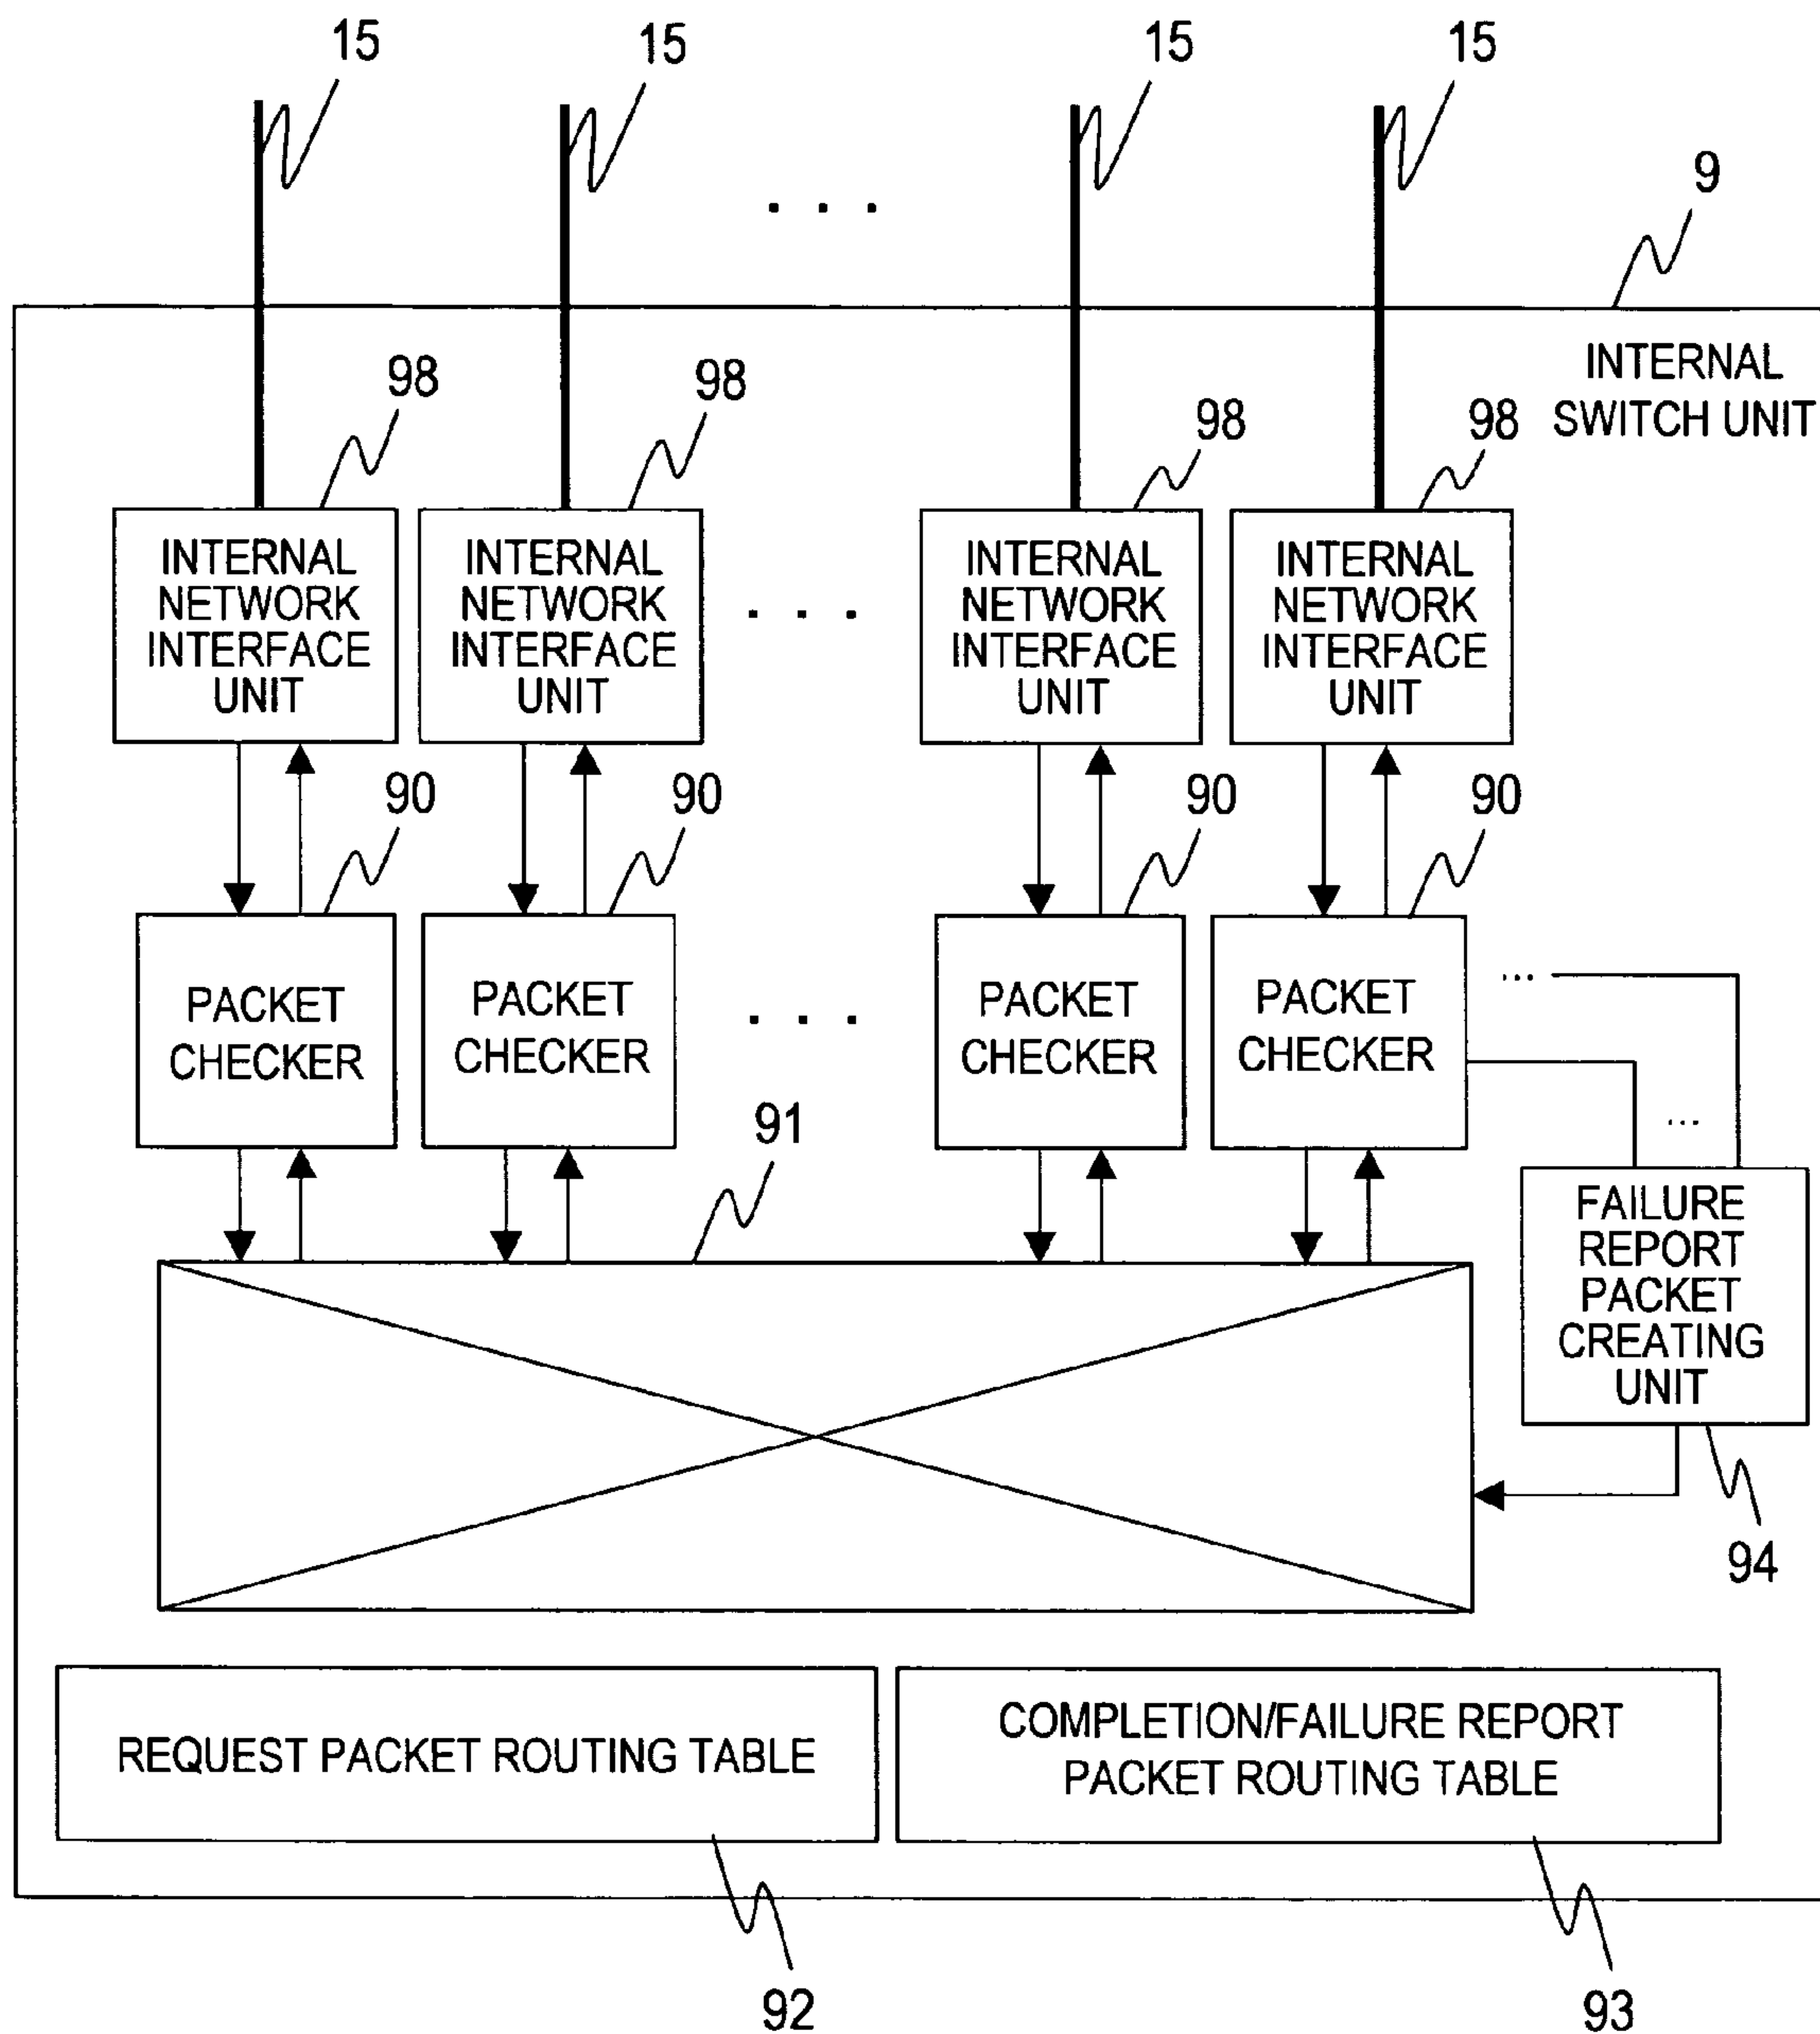 15 15 15 15
. . .
9
INTERNAL
SWITCH UNIT
98 98 98 98
INTERNAL
NETWORK
INTERFACE
UNIT
INTERNAL
NETWORK
INTERFACE
UNIT
. . .
INTERNAL
NETWORK
INTERFACE
UNIT
INTERNAL
NETWORK
INTERFACE
UNIT
90 90 90 90
PACKET
CHECKER
PACKET
CHECKER
. . .
PACKET
CHECKER
PACKET
CHECKER
...
...
91
FAILURE
REPORT
PACKET
CREATING
UNIT
94
REQUEST PACKET ROUTING TABLE
COMPLETION/FAILURE REPORT
PACKET ROUTING TABLE
92 93